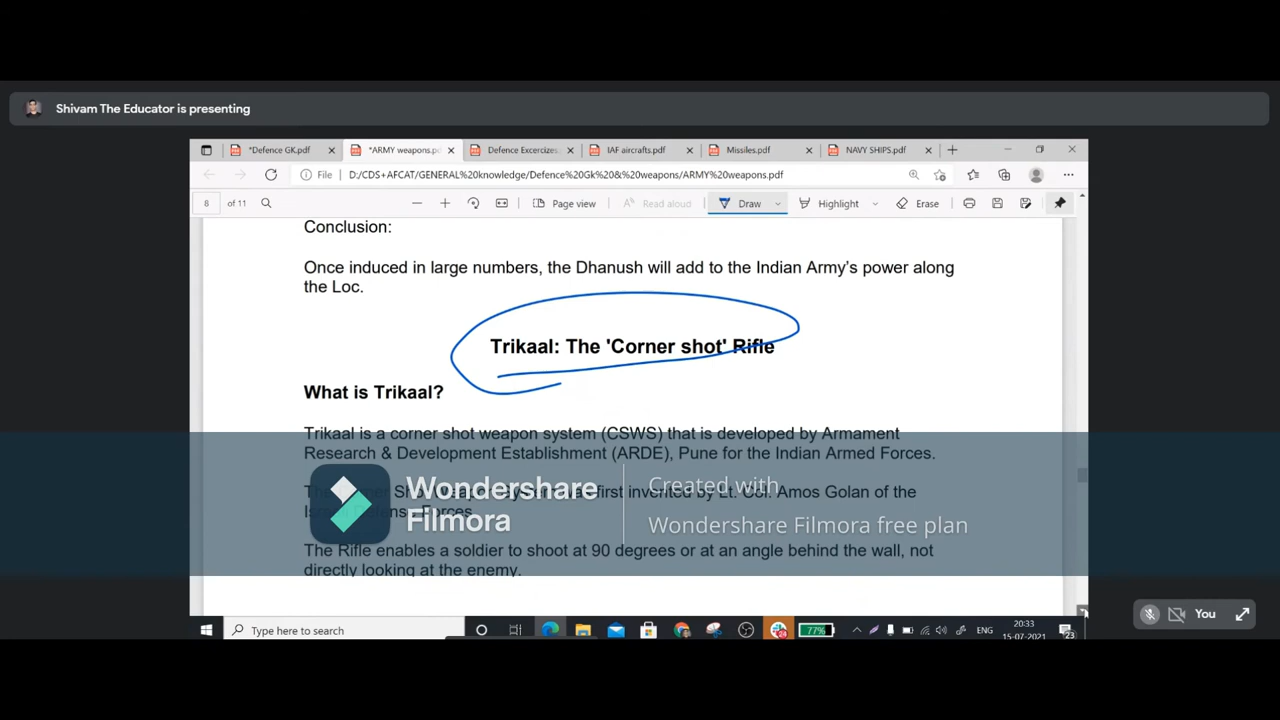 Shivam The Educator is presenting
*Defence GK.pdf
*ARMY weapons.pd
Defence Excercizes
IAF aircrafts.pdf
Missiles.pdf
NAVY SHIPS.pdf
File D:/CDS+AFCAT/GENERAL%20knowledge/Defence%20Gk%20&%20weapons/ARMY%20weapons.pdf
8 of 11 Page view Read aloud Draw Highlight Erase
Conclusion:
Once induced in large numbers, the Dhanush will add to the Indian Army's power along
the Loc.
Trikaal: The 'Corner shot' Rifle
What is Trikaal?
Trikaal is a corner shot weapon system (CSWS) that is developed by Armament
Research & Development Establishment (ARDE), Pune for the Indian Armed Forces.
first invented by Lt. Col. Amos Golan of the
Forces
The Rifle enables a soldier to shoot at 90 degrees or at an angle behind the wall, not
directly looking at the enemy.
Wondershare
Filmora
Created with
Wondershare Filmora free plan
You
Type here to search
77%
ENG
20:33
15-07-2021
23